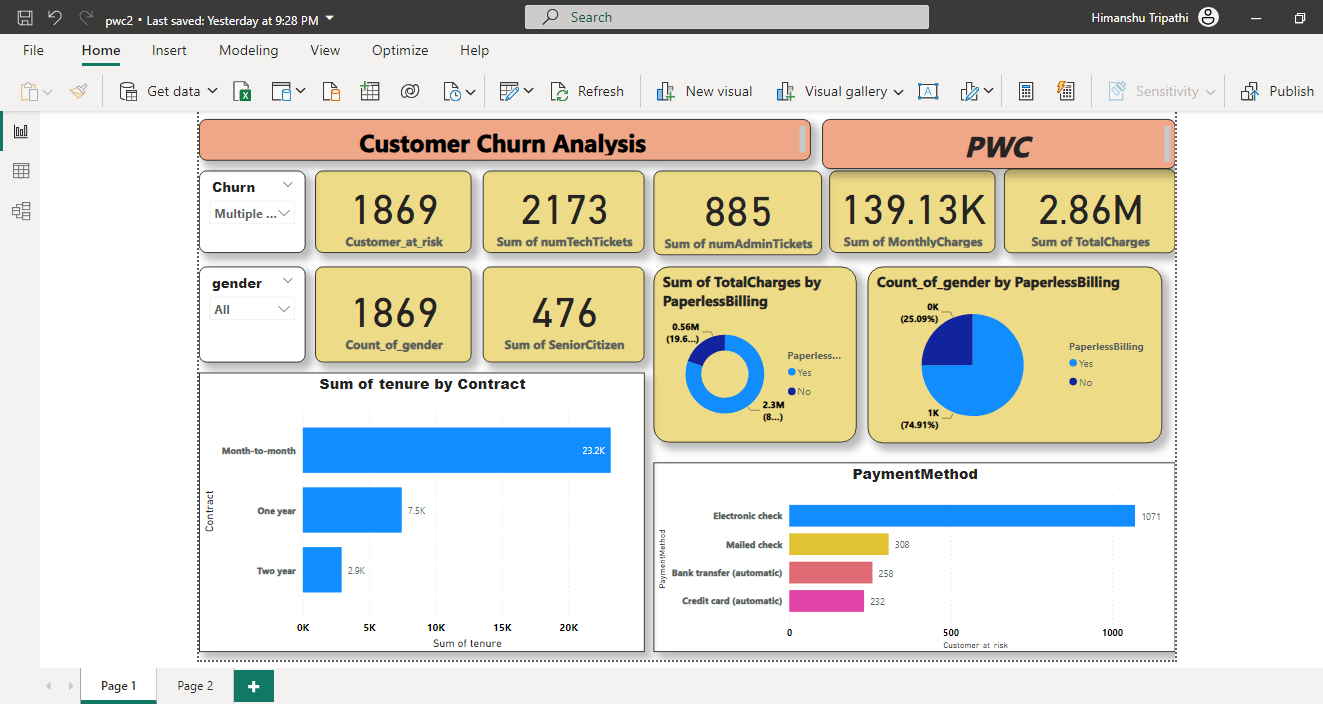 pwc2 • Last saved: Yesterday at 9:28 PM
Search
Himanshu Tripathi
File Home Insert Modeling View Optimize Help
Get data
Refresh
New visual
Visual gallery
A
Sensitivity
Publish
Customer Churn Analysis
PWC
Churn
Multiple ...
1869
Customer_at_risk
2173
Sum of numTechTickets
885
Sum of numAdminTickets
139.13K
Sum of MonthlyCharges
2.86M
Sum of TotalCharges
gender
All
1869
Count_of_gender
476
Sum of SeniorCitizen
Sum of TotalCharges by
PaperlessBilling
0.56M
(19.6...)
2.3M
(8...)
Paperless...
Yes
No
Count_of_gender by PaperlessBilling
0K
(25.09%)
1K
(74.91%)
PaperlessBilling
Yes
No
Sum of tenure by Contract
Contract
Month-to-month 23.2K
One year 7.5K
Two year 2.9K
0K 5K 10K 15K 20K
Sum of tenure
PaymentMethod
PaymentMethod
Electronic check 1071
Mailed check 308
Bank transfer (automatic) 258
Credit card (automatic) 232
0 500 1000
Customer at risk
Page 1 Page 2